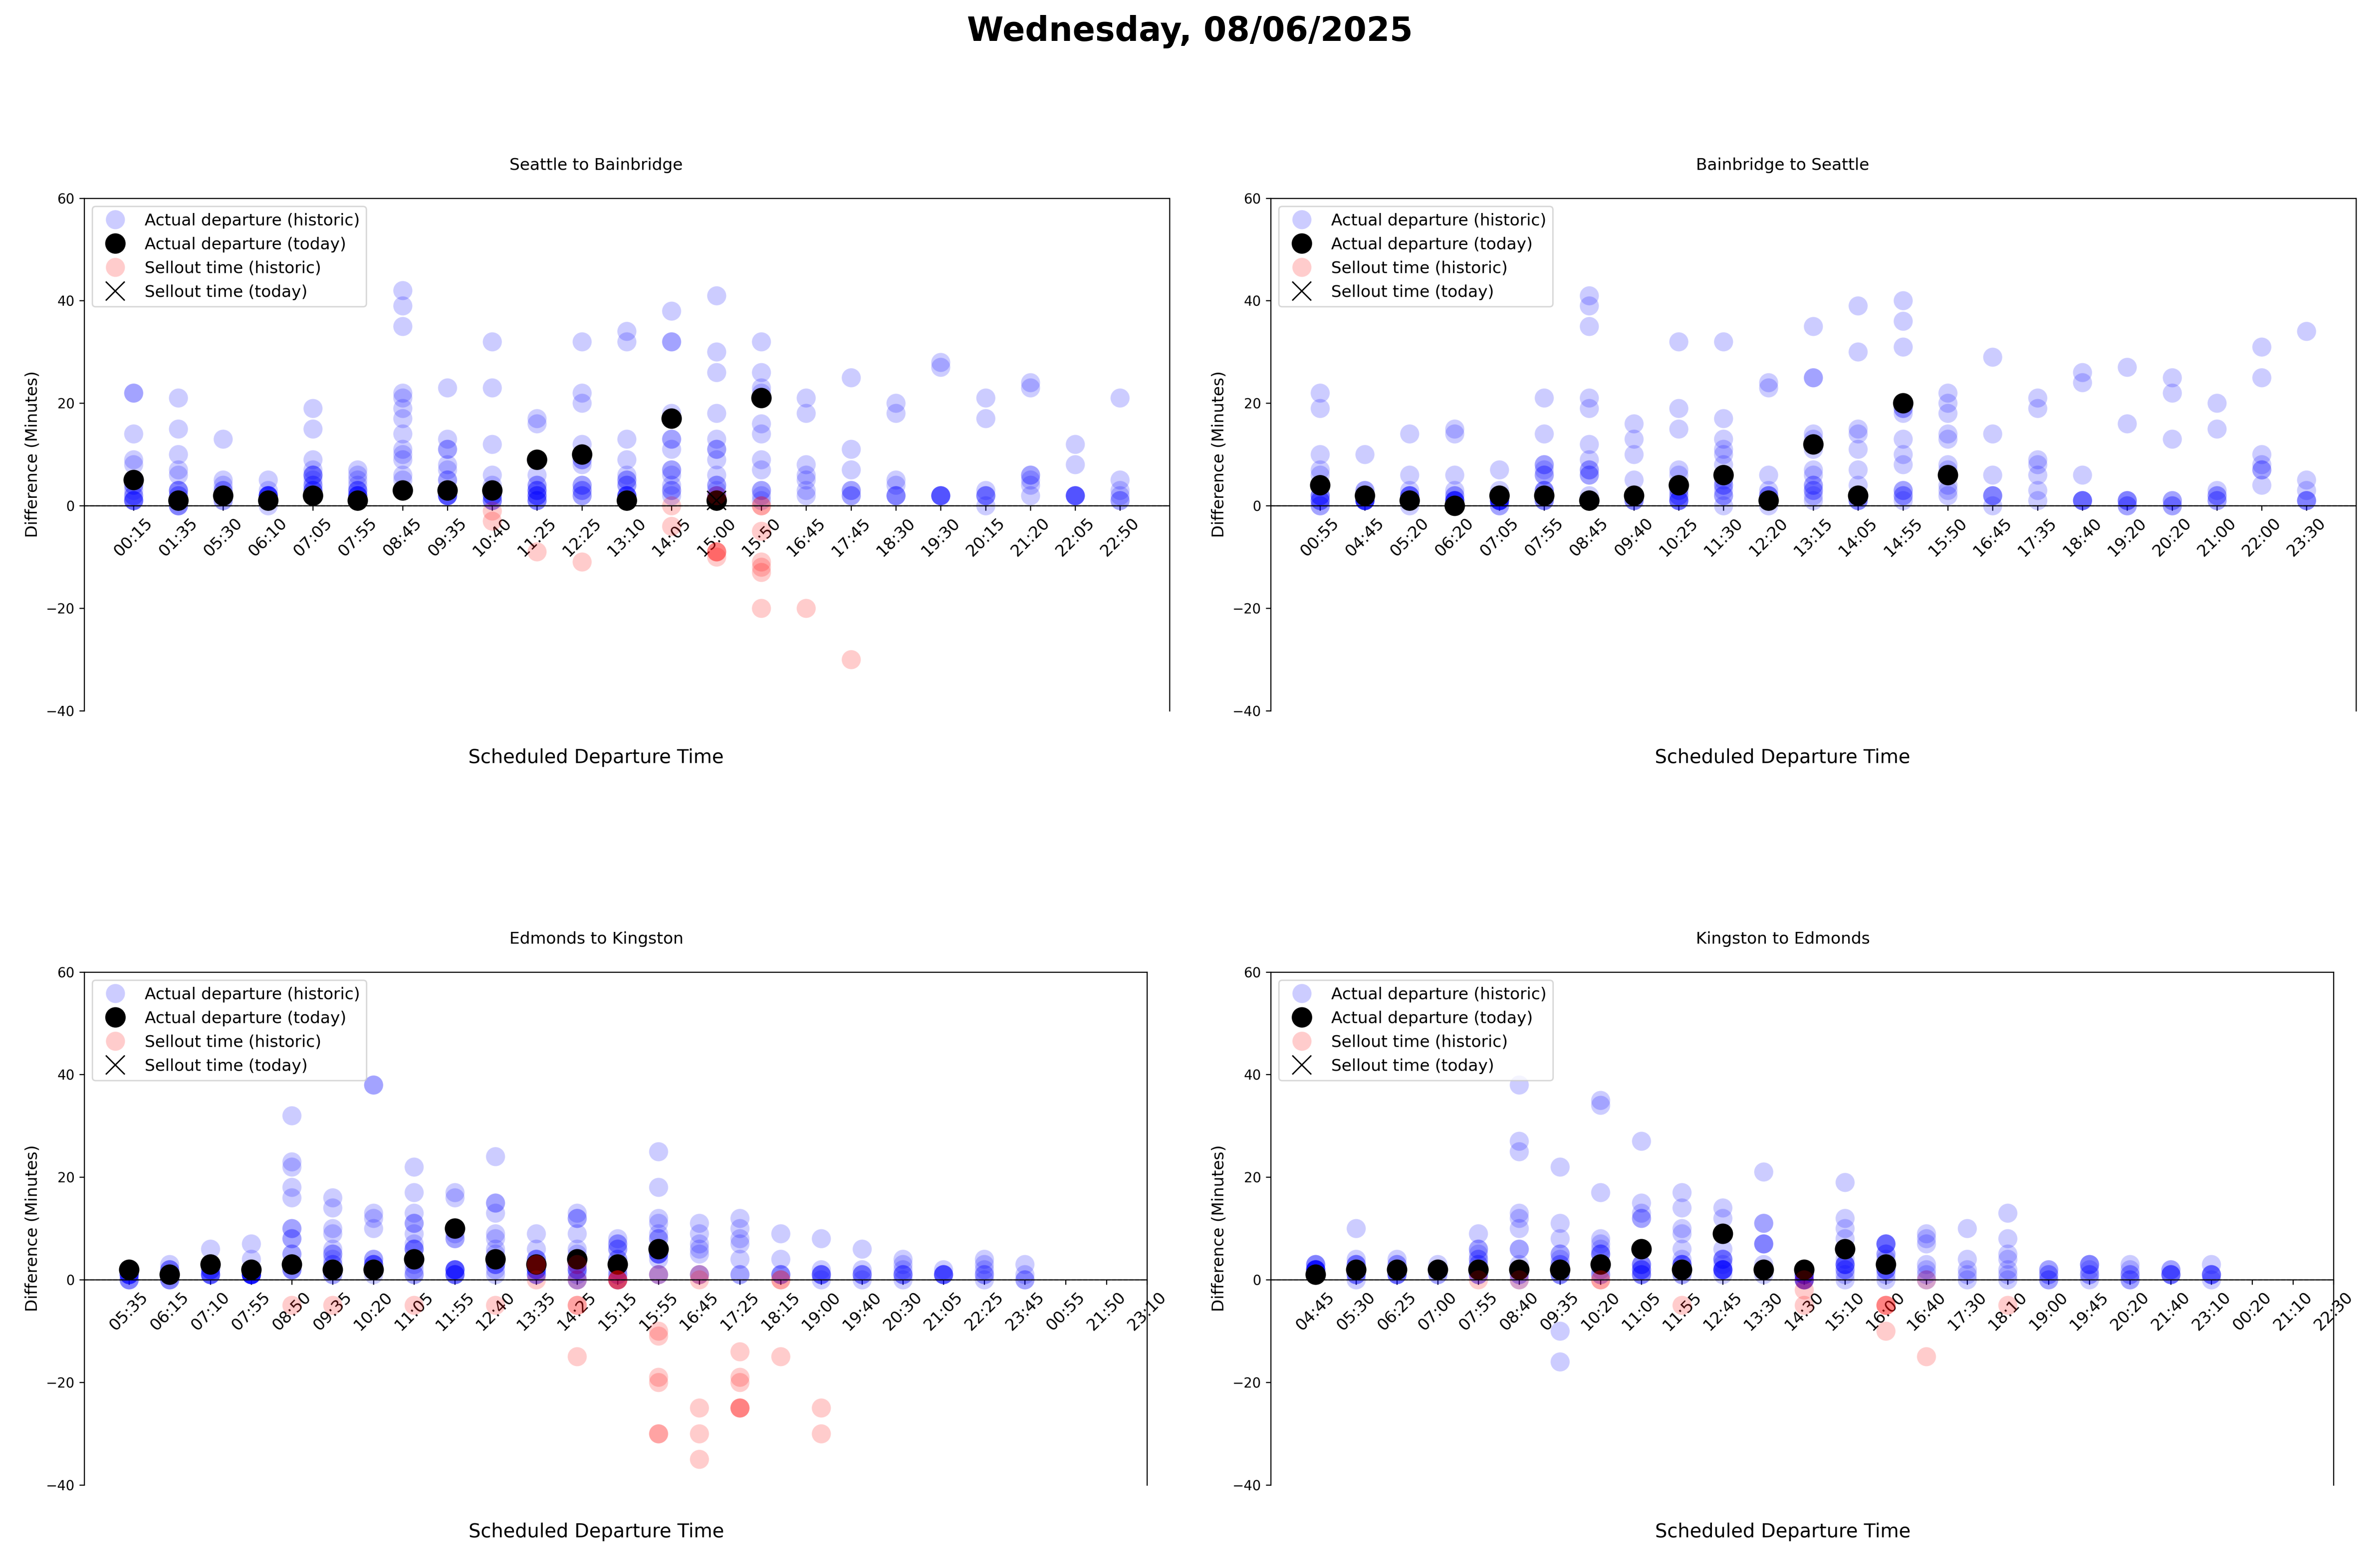 Wednesday, 08/06/2025
Seattle to Bainbridge
60
40
20
0
−20
−40
Difference (Minutes)
Actual departure (historic)
Actual departure (today)
Sellout time (historic)
Sellout time (today)
00:15 01:35 05:30 06:10 07:05 07:55 08:45 09:35 10:40 11:25 12:25 13:10 14:05 15:00 15:50 16:45 17:45 18:30 19:30 20:15 21:20 22:05 22:50
Scheduled Departure Time
Bainbridge to Seattle
60
40
20
0
−20
−40
Difference (Minutes)
Actual departure (historic)
Actual departure (today)
Sellout time (historic)
Sellout time (today)
00:55 04:45 05:20 06:20 07:05 07:55 08:45 09:40 10:25 11:30 12:20 13:15 14:05 14:55 15:50 16:45 17:35 18:40 19:20 20:20 21:00 22:00 23:30
Scheduled Departure Time
Edmonds to Kingston
60
40
20
0
−20
−40
Difference (Minutes)
Actual departure (historic)
Actual departure (today)
Sellout time (historic)
Sellout time (today)
05:35 06:15 07:10 07:55 08:50 09:35 10:20 11:05 11:55 12:40 13:35 14:25 15:15 15:55 16:45 17:25 18:15 19:00 19:40 20:30 21:05 22:25 23:45 00:55 21:50 23:10
Scheduled Departure Time
Kingston to Edmonds
60
40
20
0
−20
−40
Difference (Minutes)
Actual departure (historic)
Actual departure (today)
Sellout time (historic)
Sellout time (today)
04:45 05:30 06:25 07:00 07:55 08:40 09:35 10:20 11:05 11:55 12:45 13:30 14:30 15:10 16:00 16:40 17:30 18:10 19:00 19:45 20:20 21:40 23:10 00:20 21:10 22:30
Scheduled Departure Time